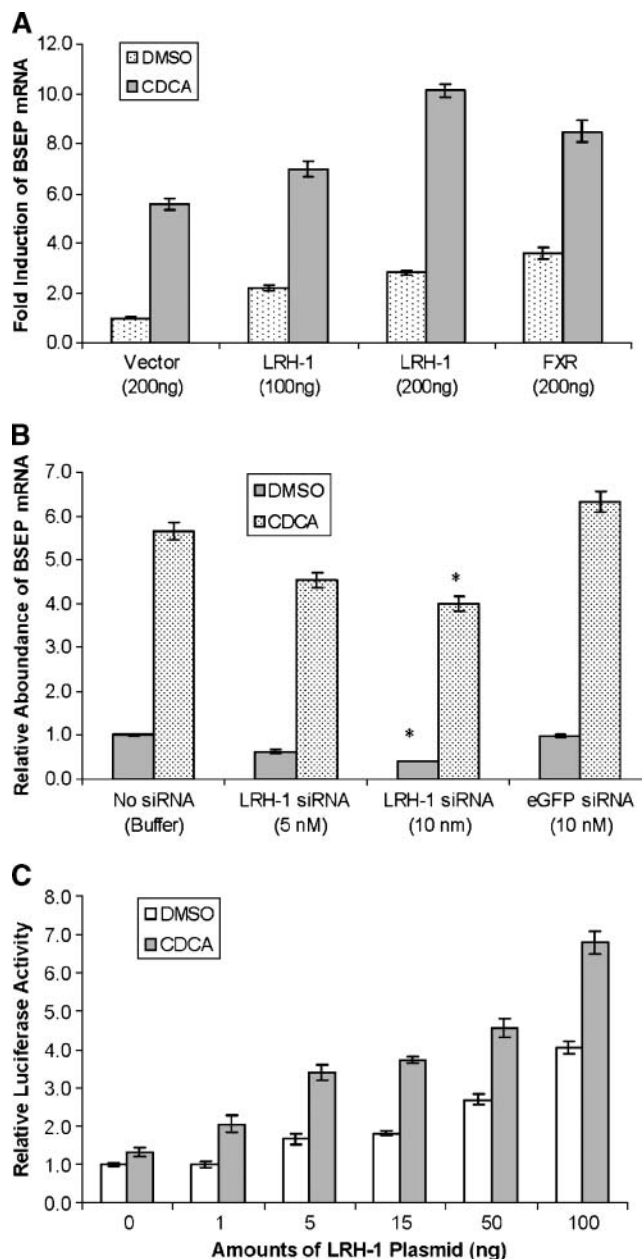 A
DMSO
CDCA
Fold Induction of BSEP mRNA
12.0
10.0
8.0
6.0
4.0
2.0
0.0
Vector LRH-1 LRH-1 FXR
(200ng) (100ng) (200ng) (200ng)
B
DMSO
CDCA
Relative Aboundance of BSEP mRNA
7.0
6.0
5.0
4.0
3.0
2.0
1.0
0.0
*
*
No siRNA LRH-1 siRNA LRH-1 siRNA eGFP siRNA
(Buffer) (5 nM) (10 nm) (10 nM)
C
DMSO
CDCA
Relative Luciferase Activity
8.0
7.0
6.0
5.0
4.0
3.0
2.0
1.0
0.0
0 1 5 15 50 100
Amounts of LRH-1 Plasmid (ng)